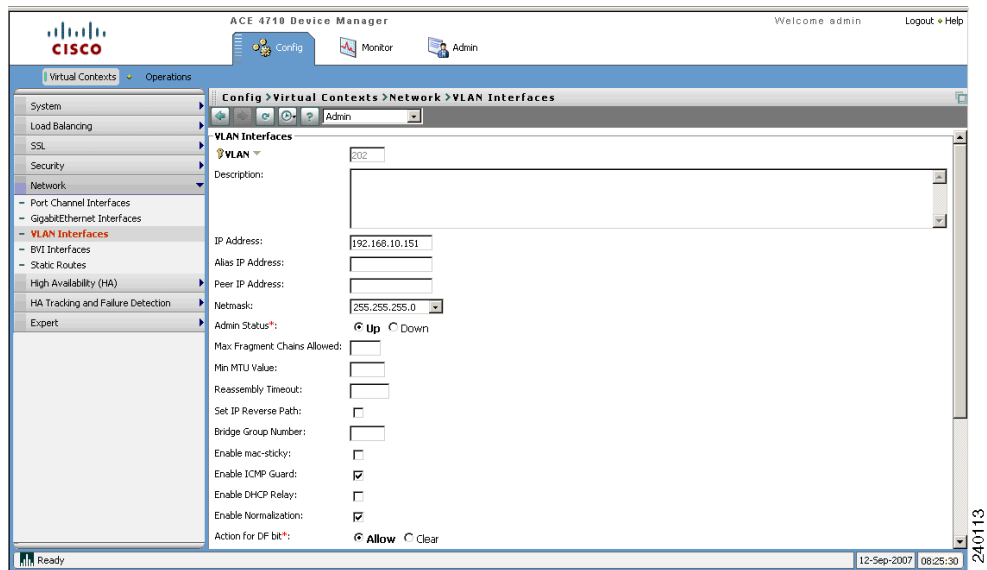 ACE 4710 Device Manager
Welcome admin
Logout Help
CISCO
Config
Monitor
Admin
Virtual Contexts
Operations
System
Load Balancing
SSL
Security
Network
Port Channel Interfaces
GigabitEthernet Interfaces
VLAN Interfaces
BVI Interfaces
Static Routes
High Availability (HA)
HA Tracking and Failure Detection
Expert
Config >Virtual Contexts >Network >VLAN Interfaces
? Admin
VLAN Interfaces
VLAN 202
Description:
IP Address: 192.168.10.151
Alias IP Address:
Peer IP Address:
Netmask: 255.255.255.0
Admin Status*: Up Down
Max Fragment Chains Allowed:
Min MTU Value:
Reassembly Timeout:
Set IP Reverse Path:
Bridge Group Number:
Enable mac-sticky:
Enable ICMP Guard:
Enable DHCP Relay:
Enable Normalization:
Action for DF bit*: Allow Clear
Ready
12-Sep-2007 08:25:30
240113